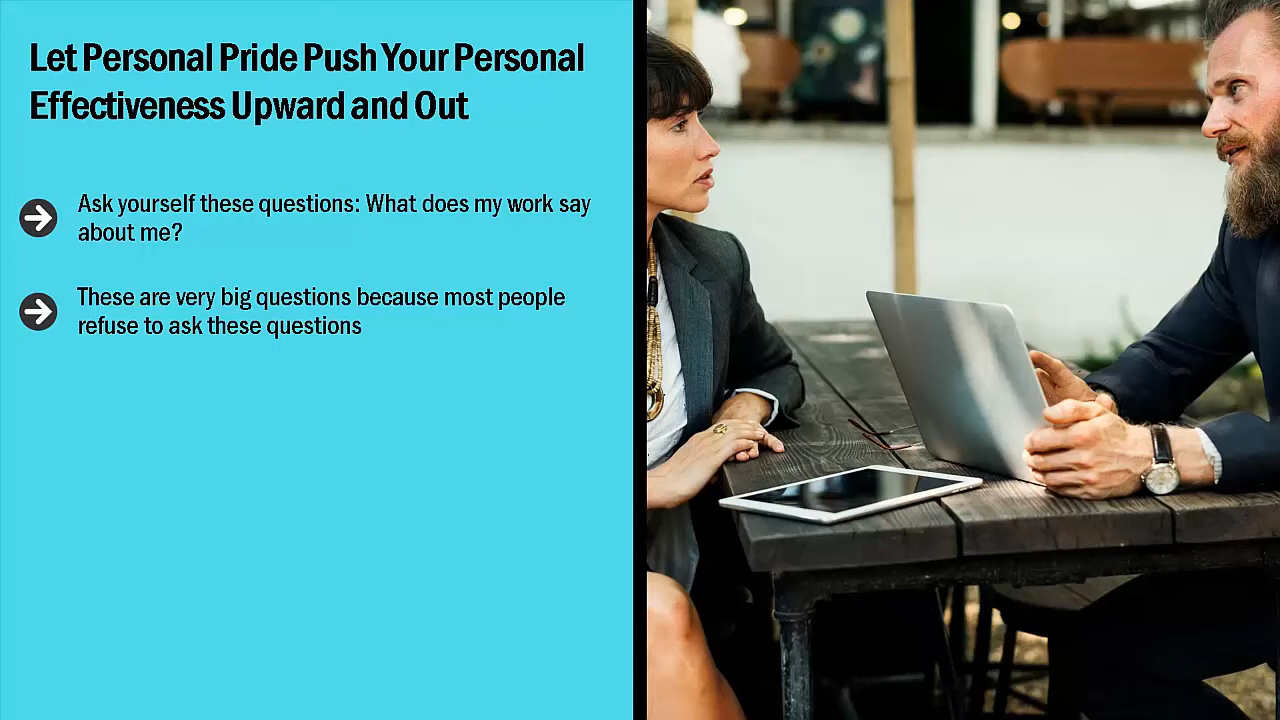 Let Personal Pride Push Your Personal
Effectiveness Upward and Out
Ask yourself these questions: What does my work say
about me?
These are very big questions because most people
refuse to ask these questions